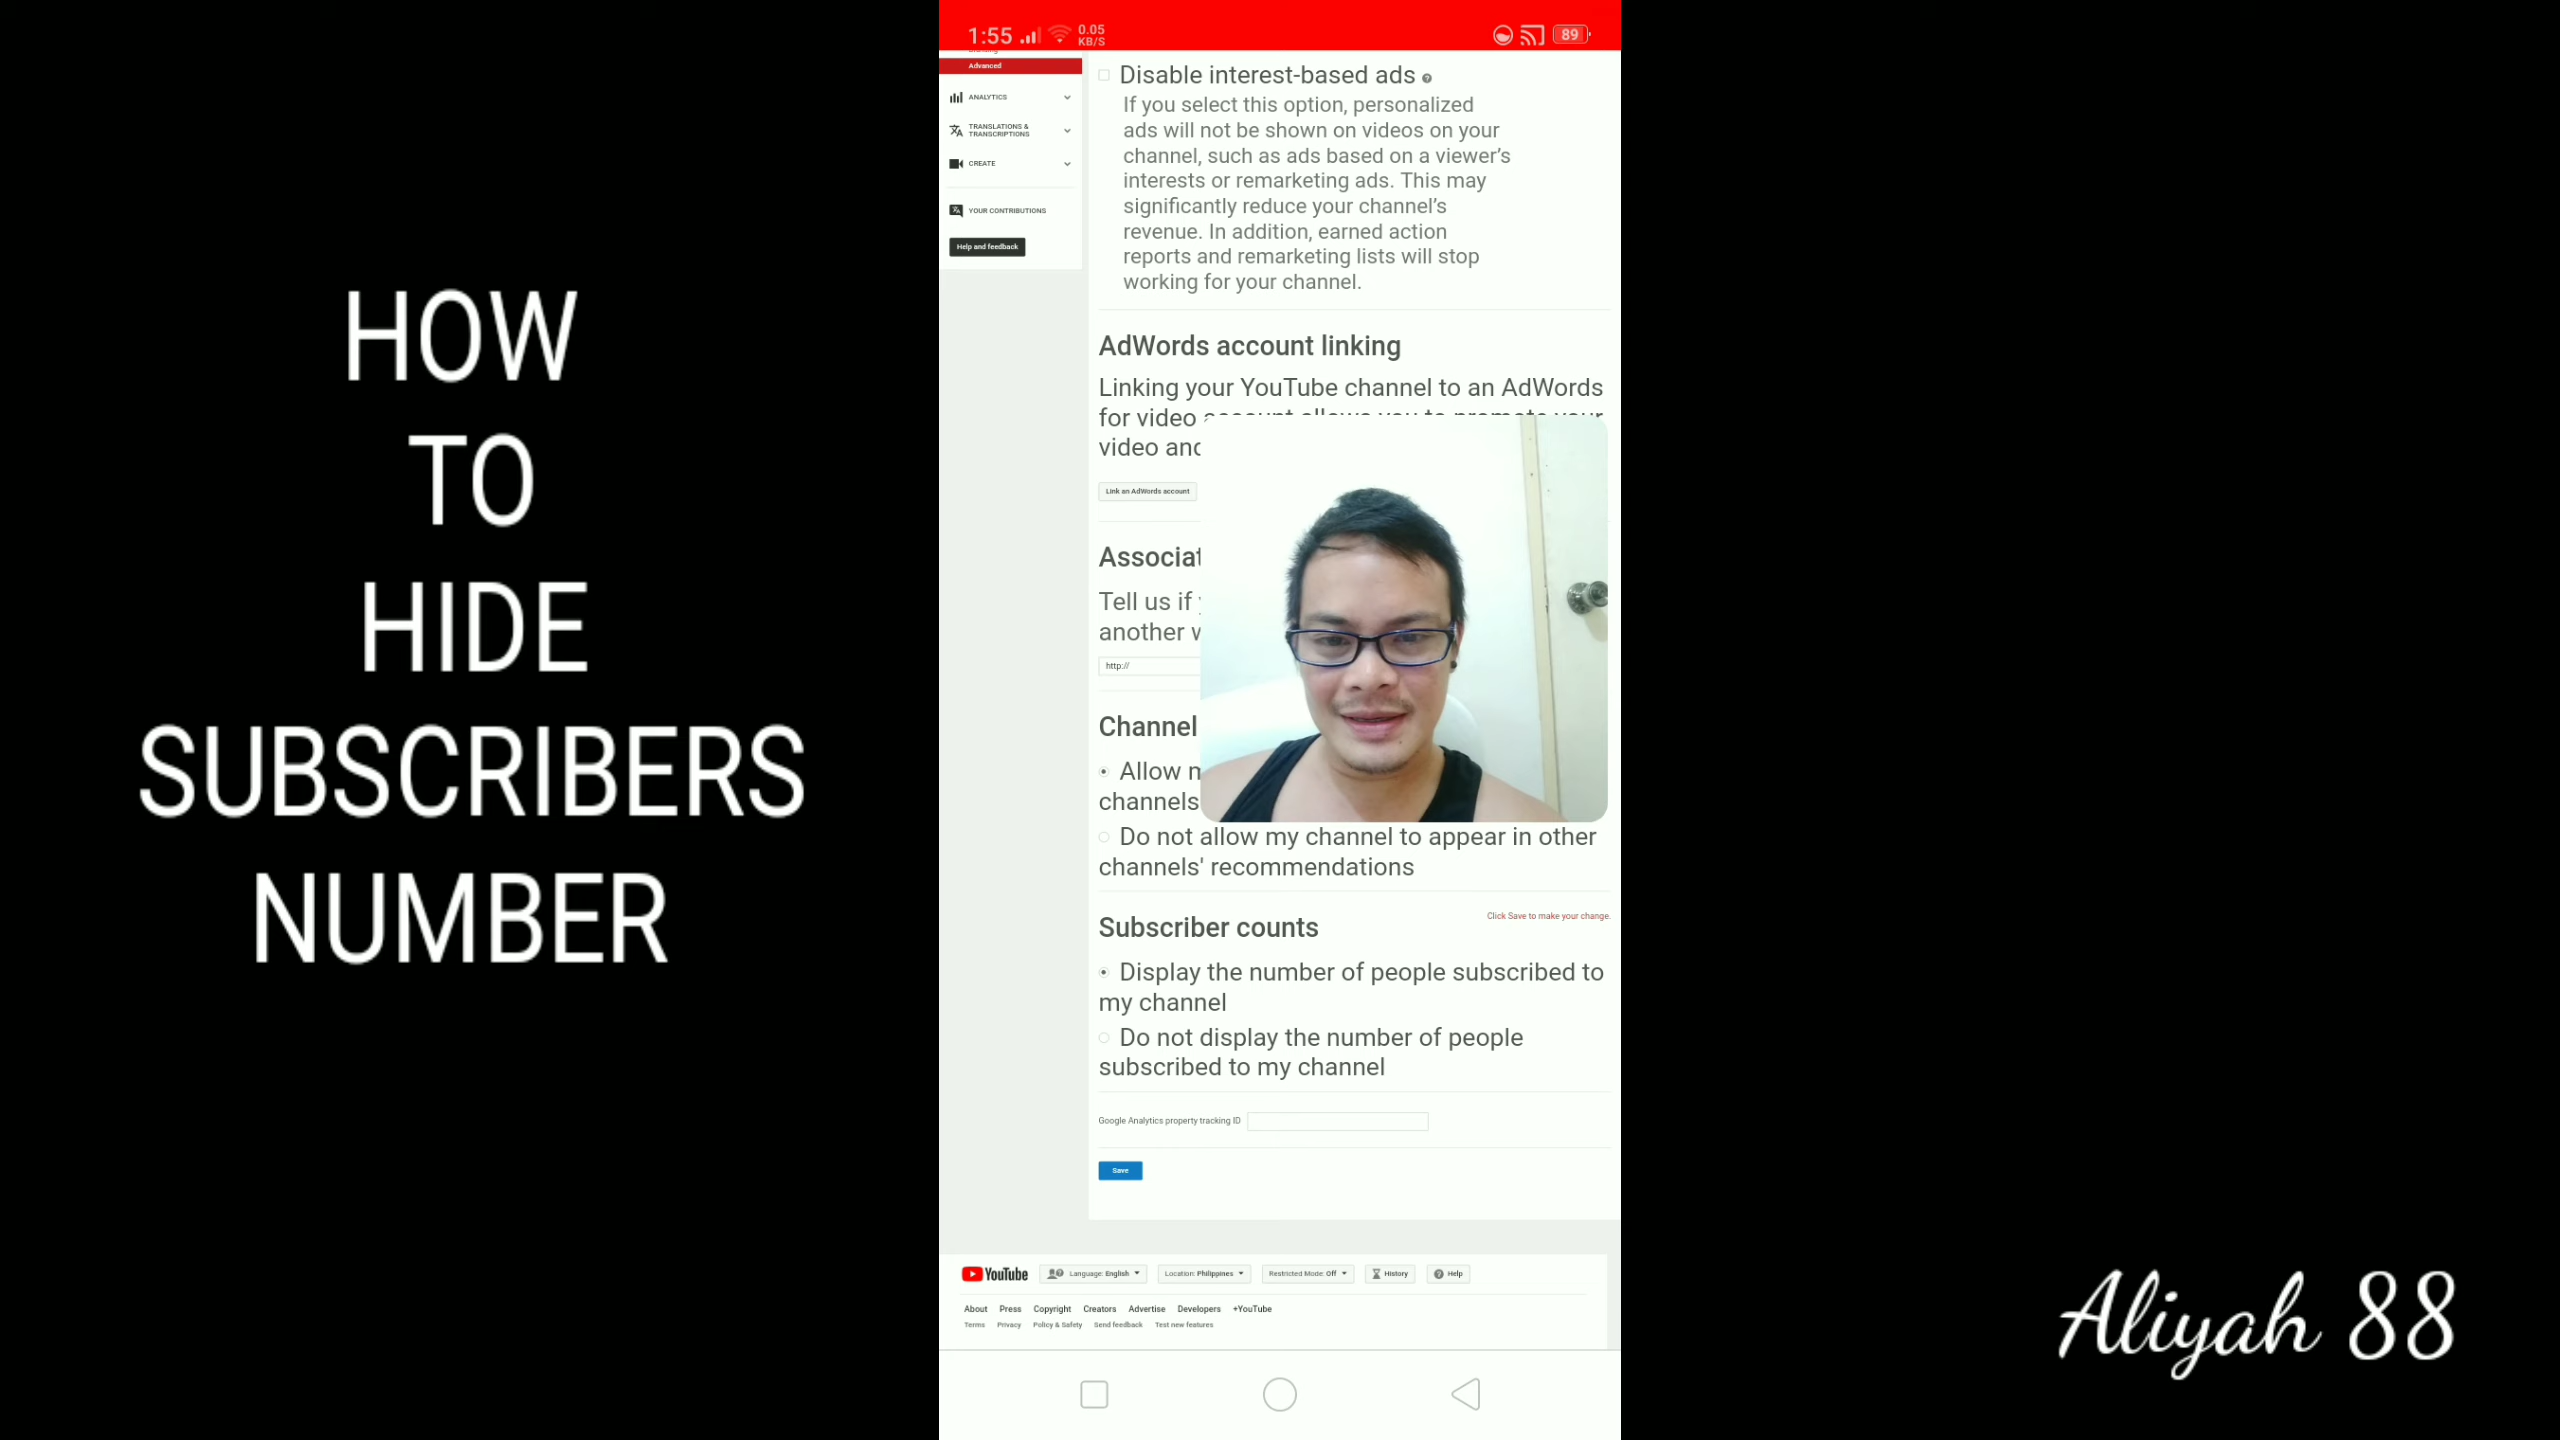 HOW
TO
HIDE
SUBSCRIBERS
NUMBER
1:55 0.05 KB/S 89
Advanced
ANALYTICS
TRANSLATIONS &
TRANSCRIPTIONS
CREATE
YOUR CONTRIBUTIONS
Help and feedback
Disable interest-based ads
If you select this option, personalized
ads will not be shown on videos on your
channel, such as ads based on a viewer's
interests or remarketing ads. This may
significantly reduce your channel's
revenue. In addition, earned action
reports and remarketing lists will stop
working for your channel.
AdWords account linking
Linking your YouTube channel to an AdWords
for video account allows you to promote your
video and
Link an AdWords account
Associat
Tell us if
another w
http://
Channel
Allow m
channels
Do not allow my channel to appear in other
channels' recommendations
Subscriber counts
Click Save to make your change.
Display the number of people subscribed to
my channel
Do not display the number of people
subscribed to my channel
Google Analytics property tracking ID
Save
YouTube Language: English Location: Philippines Restricted Mode: Off History Help
About Press Copyright Creators Advertise Developers +YouTube
Terms Privacy Policy & Safety Send feedback Test new features
Aliyah 88